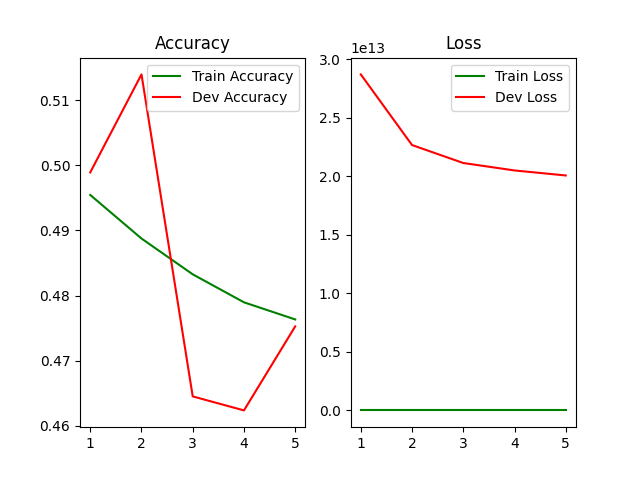 Accuracy
Train Accuracy
Dev Accuracy
0.51
0.50
0.49
0.48
0.47
0.46
1 2 3 4 5
Loss
1e13
Train Loss
Dev Loss
3.0
2.5
2.0
1.5
1.0
0.5
0.0
1 2 3 4 5